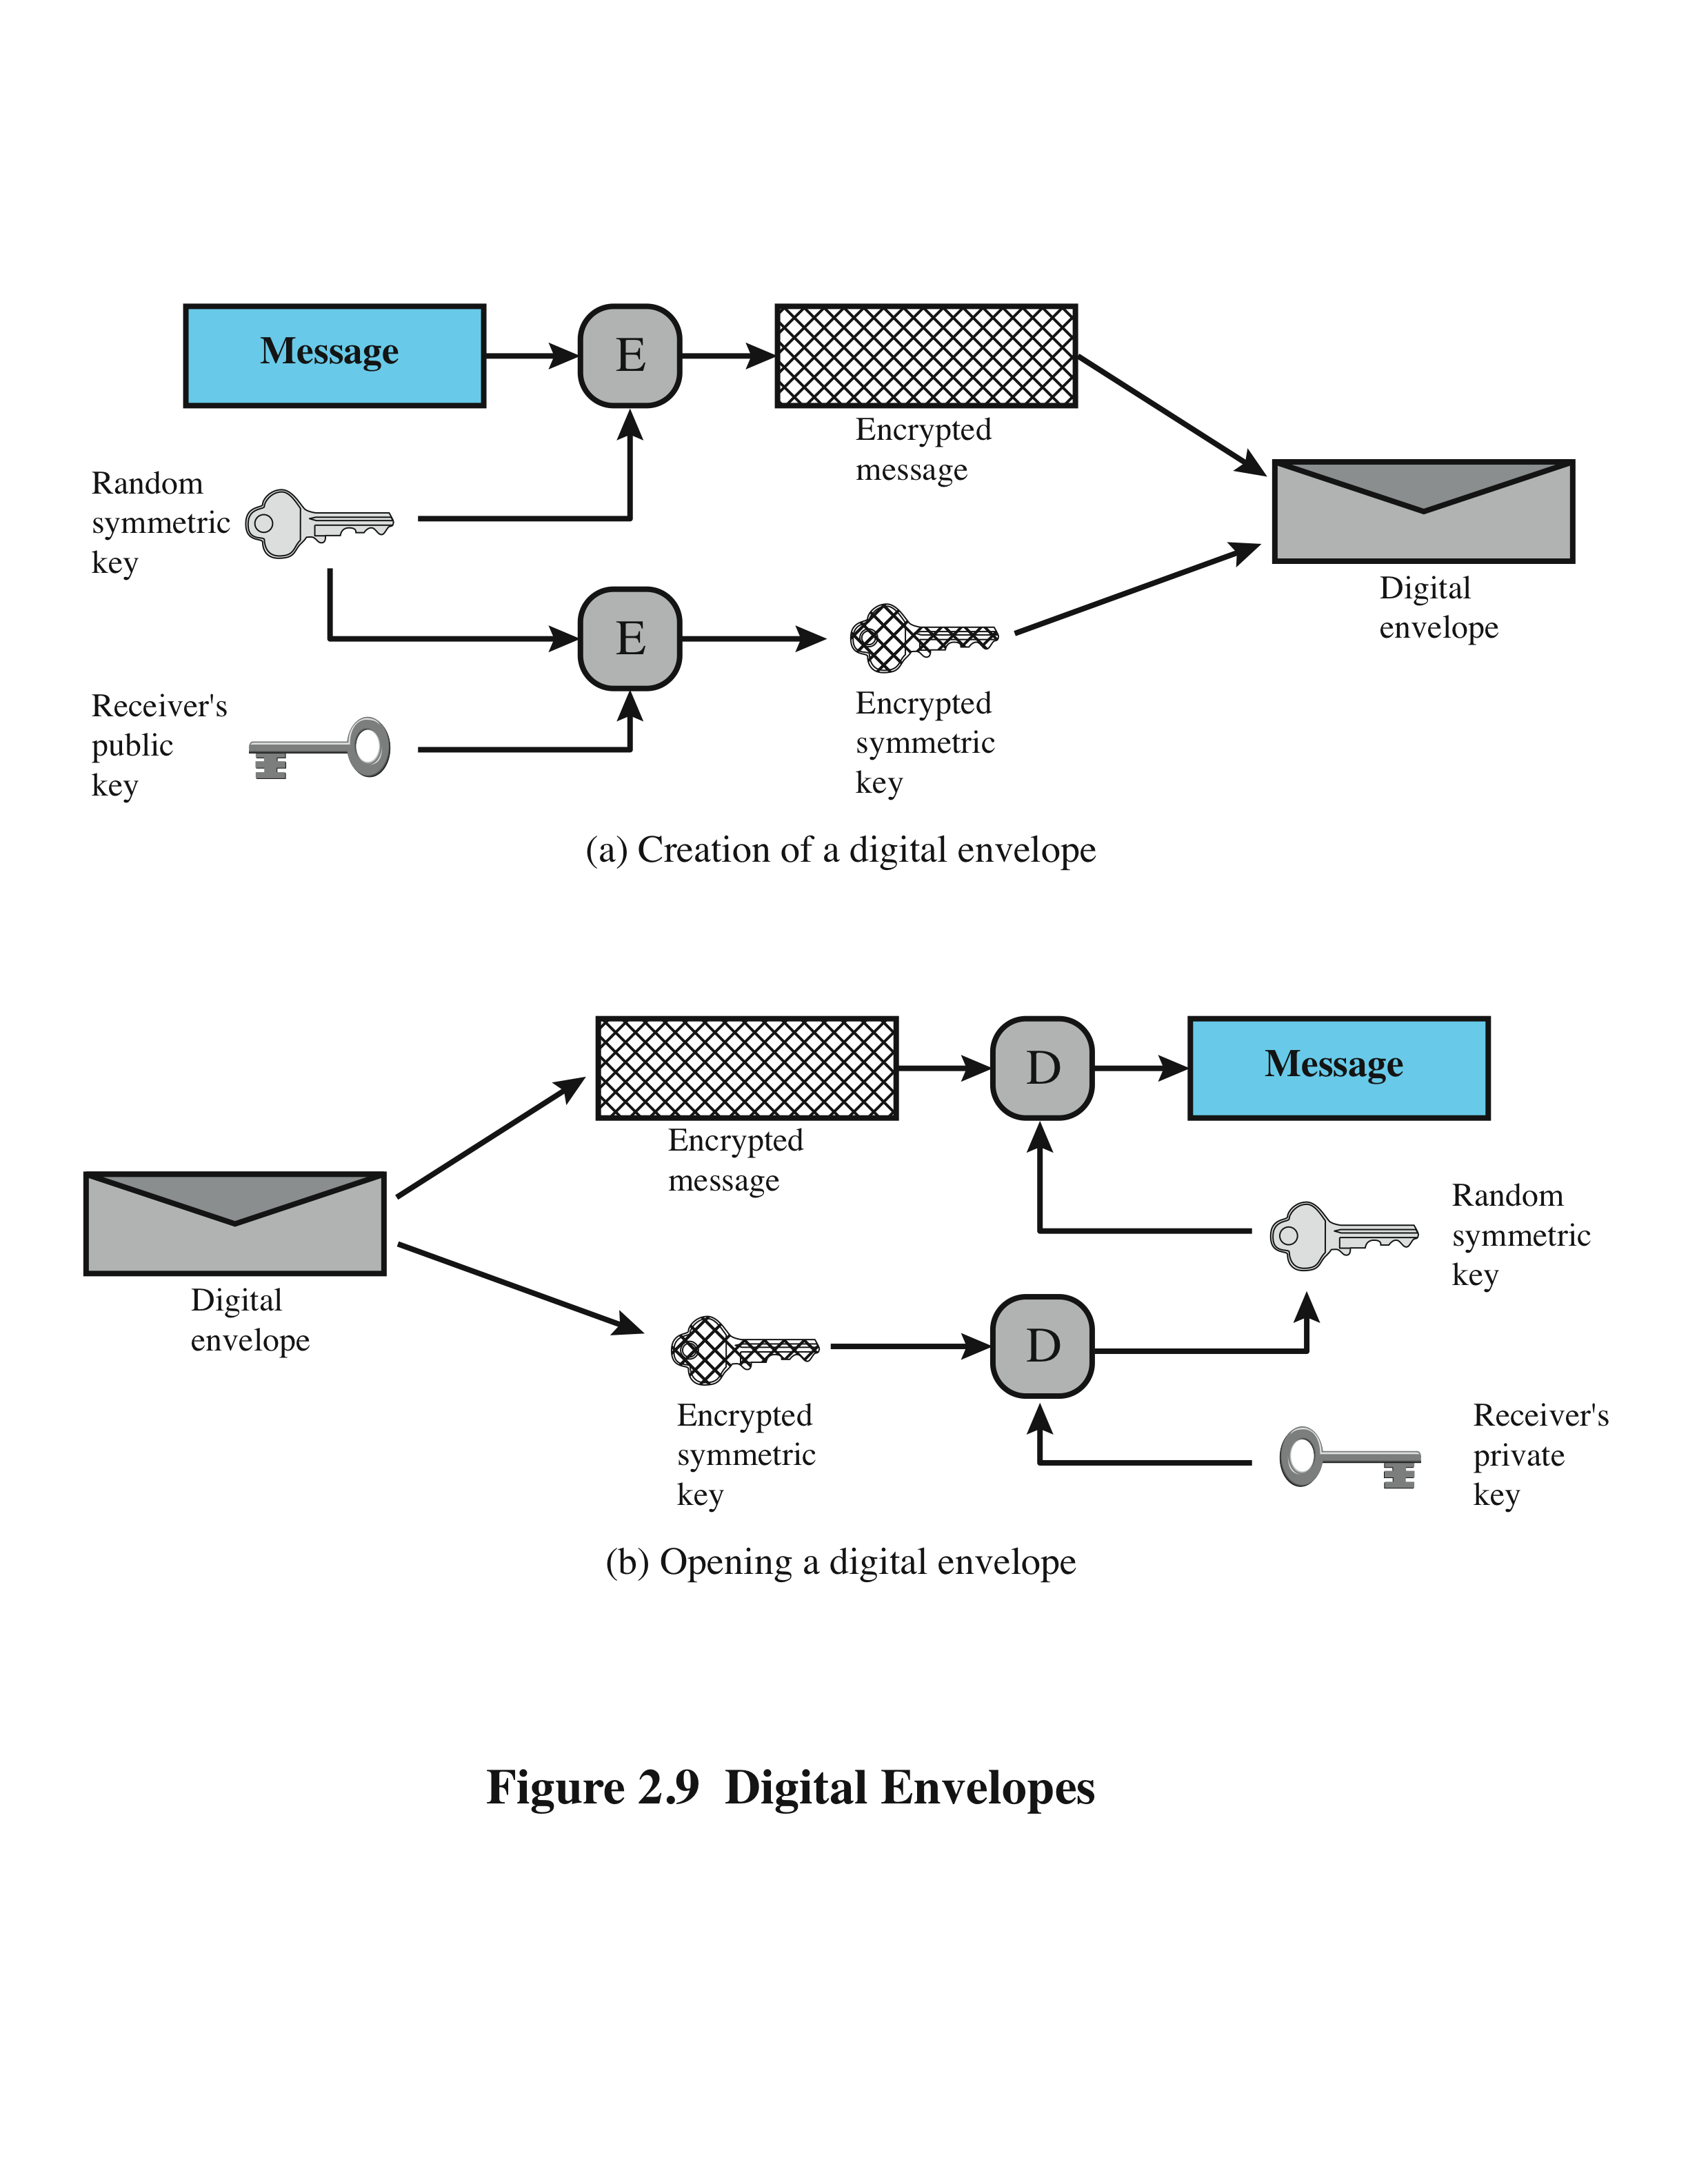 Message
E
Encrypted
message
Random
symmetric
key
Digital
envelope
E
Receiver's
public
key
Encrypted
symmetric
key
(a) Creation of a digital envelope
D
Message
Encrypted
message
Random
symmetric
key
Digital
envelope
D
Encrypted
symmetric
key
Receiver's
private
key
(b) Opening a digital envelope
Figure 2.9 Digital Envelopes